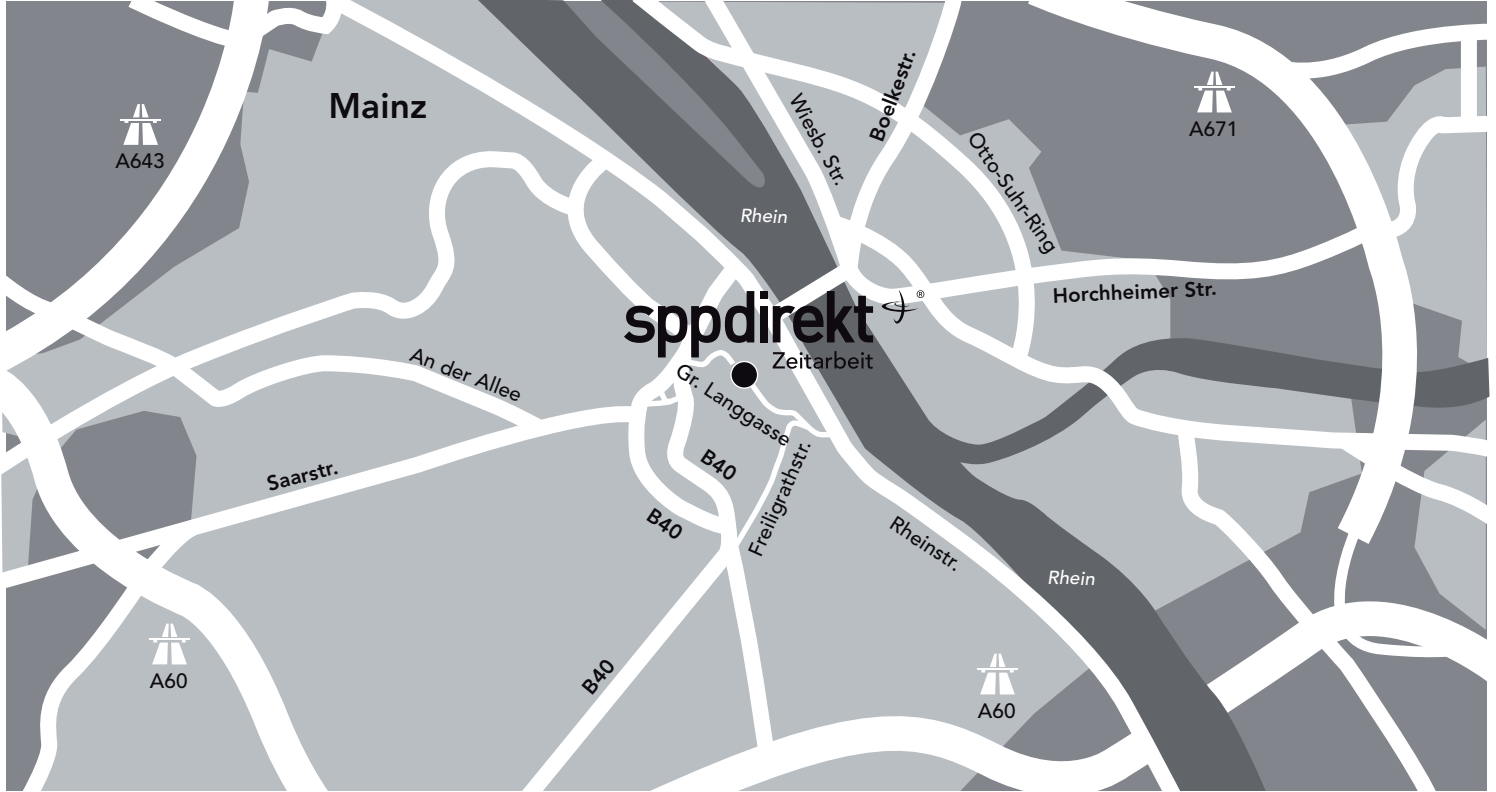 Mainz
A643
A671
Wiesb. Str.
Boelkestr.
Otto-Suhr-Ring
Rhein
Horchheimer Str.
sppdirekt®
Zeitarbeit
An der Allee
Gr. Langgasse
Saarstr.
B40
B40
Freiligrathstr.
Rheinstr.
Rhein
B40
A60
A60